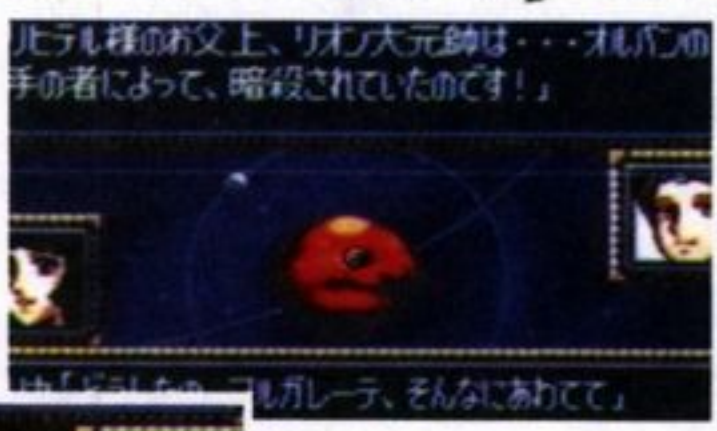 リヒテル様のお父上、リオン大元帥は・・・オルバンの
手の者によって、暗殺されていたのです！」
「どうしたの、フルガレーテ、そんなにあわてて」